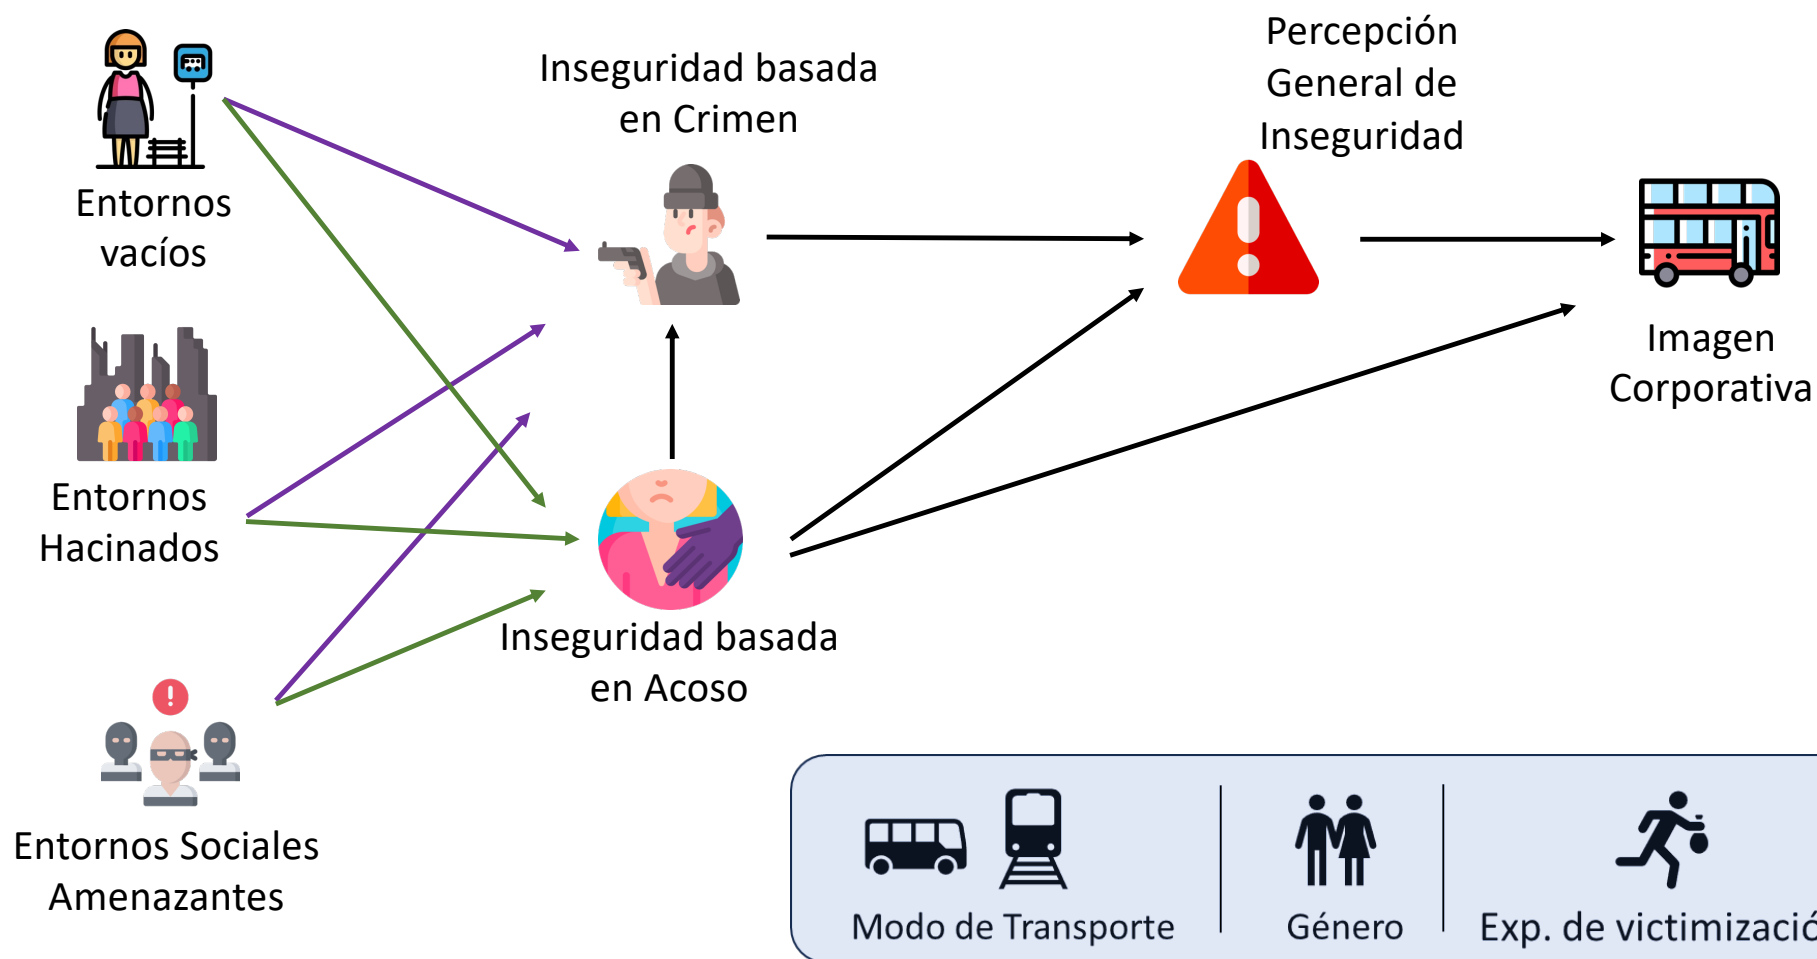 Entornos
vacíos
Entornos
Hacinados
Entornos Sociales
Amenazantes
Inseguridad basada
en Crimen
Inseguridad basada
en Acoso
Percepción
General de
Inseguridad
Imagen
Corporativa
Modo de Transporte
Género
Exp. de victimizació